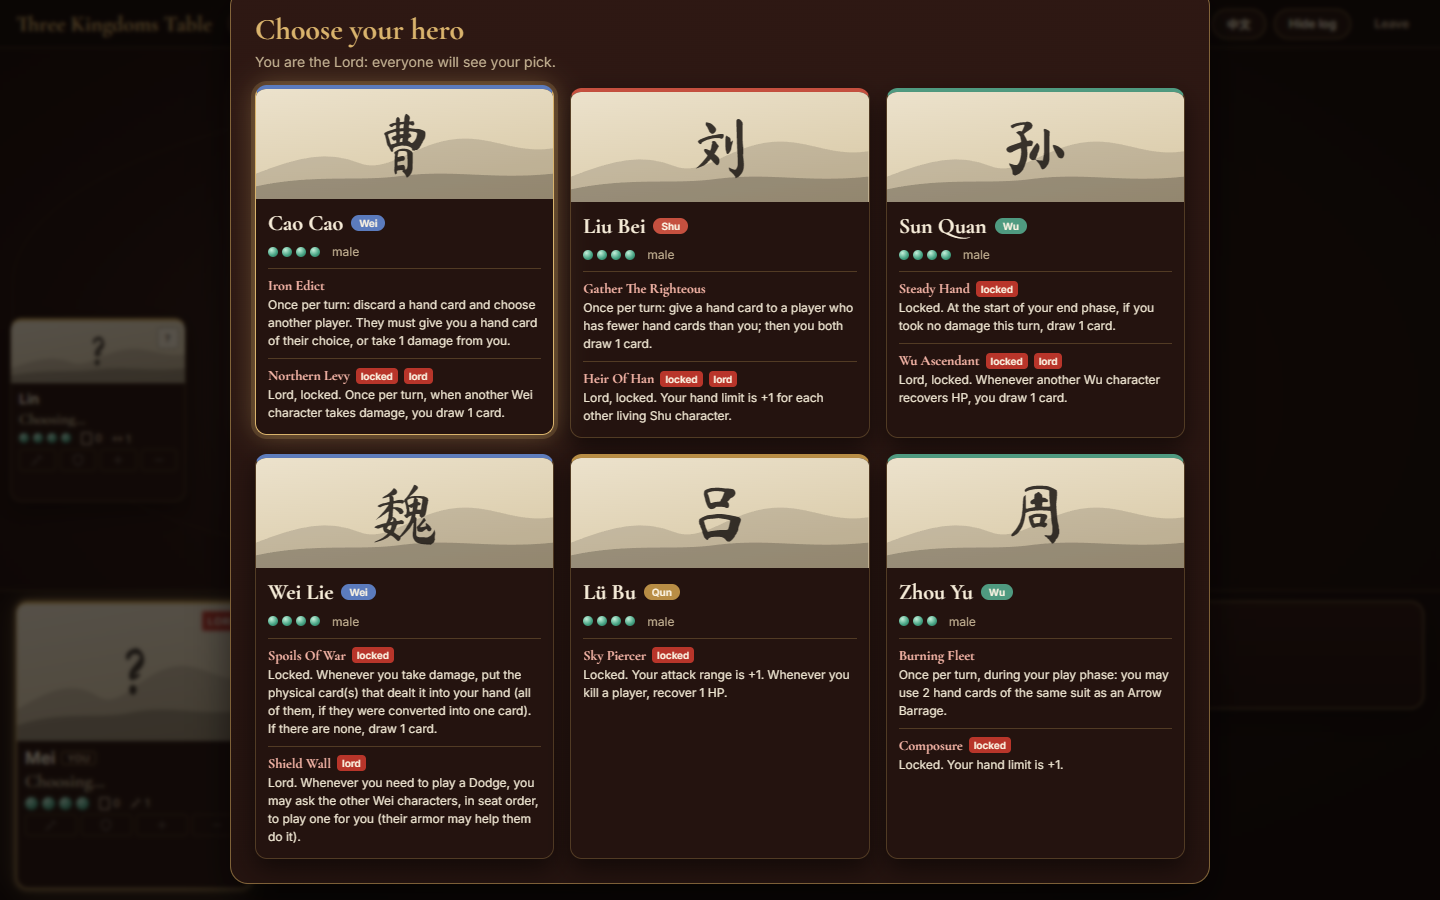 Three Kingdoms Table
中文
Hide log
Leave
Choose your hero
You are the Lord: everyone will see your pick.
曹
Cao Cao Wei
male
Iron Edict
Once per turn: discard a hand card and choose
another player. They must give you a hand card
of their choice, or take 1 damage from you.
Northern Levy locked lord
Lord, locked. Once per turn, when another Wei
character takes damage, you draw 1 card.
刘
Liu Bei Shu
male
Gather The Righteous
Once per turn: give a hand card to a player who
has fewer hand cards than you; then you both
draw 1 card.
Heir Of Han locked lord
Lord, locked. Your hand limit is +1 for each
other living Shu character.
孙
Sun Quan Wu
male
Steady Hand locked
Locked. At the start of your end phase, if you
took no damage this turn, draw 1 card.
Wu Ascendant locked lord
Lord, locked. Whenever another Wu character
recovers HP, you draw 1 card.
魏
Wei Lie Wei
male
Spoils Of War locked
Locked. Whenever you take damage, put the
physical card(s) that dealt it into your hand (all
of them, if they were converted into one card).
If there are none, draw 1 card.
Shield Wall lord
Lord. Whenever you need to play a Dodge, you
may ask the other Wei characters, in seat order,
to play one for you (their armor may help them
do it).
吕
Lü Bu Qun
male
Sky Piercer locked
Locked. Your attack range is +1. Whenever you
kill a player, recover 1 HP.
周
Zhou Yu Wu
male
Burning Fleet
Once per turn, during your play phase: you may
use 2 hand cards of the same suit as an Arrow
Barrage.
Composure locked
Locked. Your hand limit is +1.
?
Lin
Choosing...
?
Mei
Choosing...